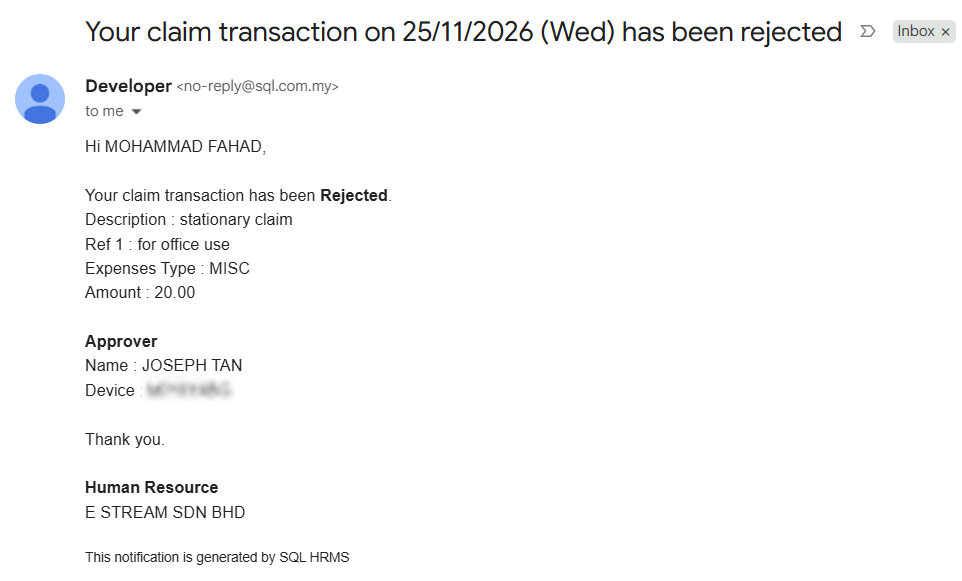 Your claim transaction on 25/11/2026 (Wed) has been rejected
Inbox ×
Developer <no-reply@sql.com.my>
to me
Hi MOHAMMAD FAHAD,
Your claim transaction has been Rejected.
Description : stationary claim
Ref 1 : for office use
Expenses Type : MISC
Amount : 20.00
Approver
Name : JOSEPH TAN
Device :
Thank you.
Human Resource
E STREAM SDN BHD
This notification is generated by SQL HRMS